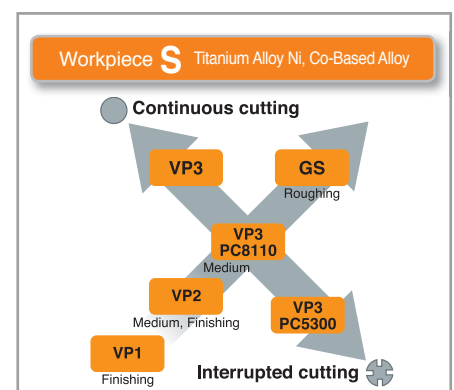 Workpiece S Titanium Alloy Ni, Co-Based Alloy
Continuous cutting
VP3
GS
Roughing
VP3
PC8110
Medium
VP2
Medium, Finishing
VP3
PC5300
VP1
Finishing
Interrupted cutting